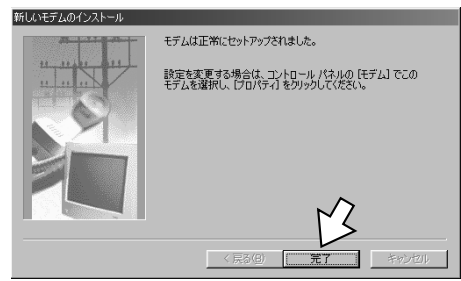 新しいモデムのインストール
モデムは正常にセットアップされました。
設定を変更する場合は、コントロール パネルの [モデム] でこの
モデムを選択し、[プロパティ] をクリックしてください。
< 戻る(B) 完了 キャンセル